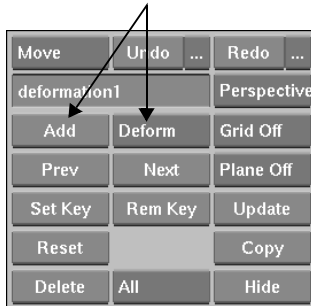 Move Undo ... Redo ...
deformation1 Perspective
Add Deform Grid Off
Prev Next Plane Off
Set Key Rem Key Update
Reset Copy
Delete All Hide